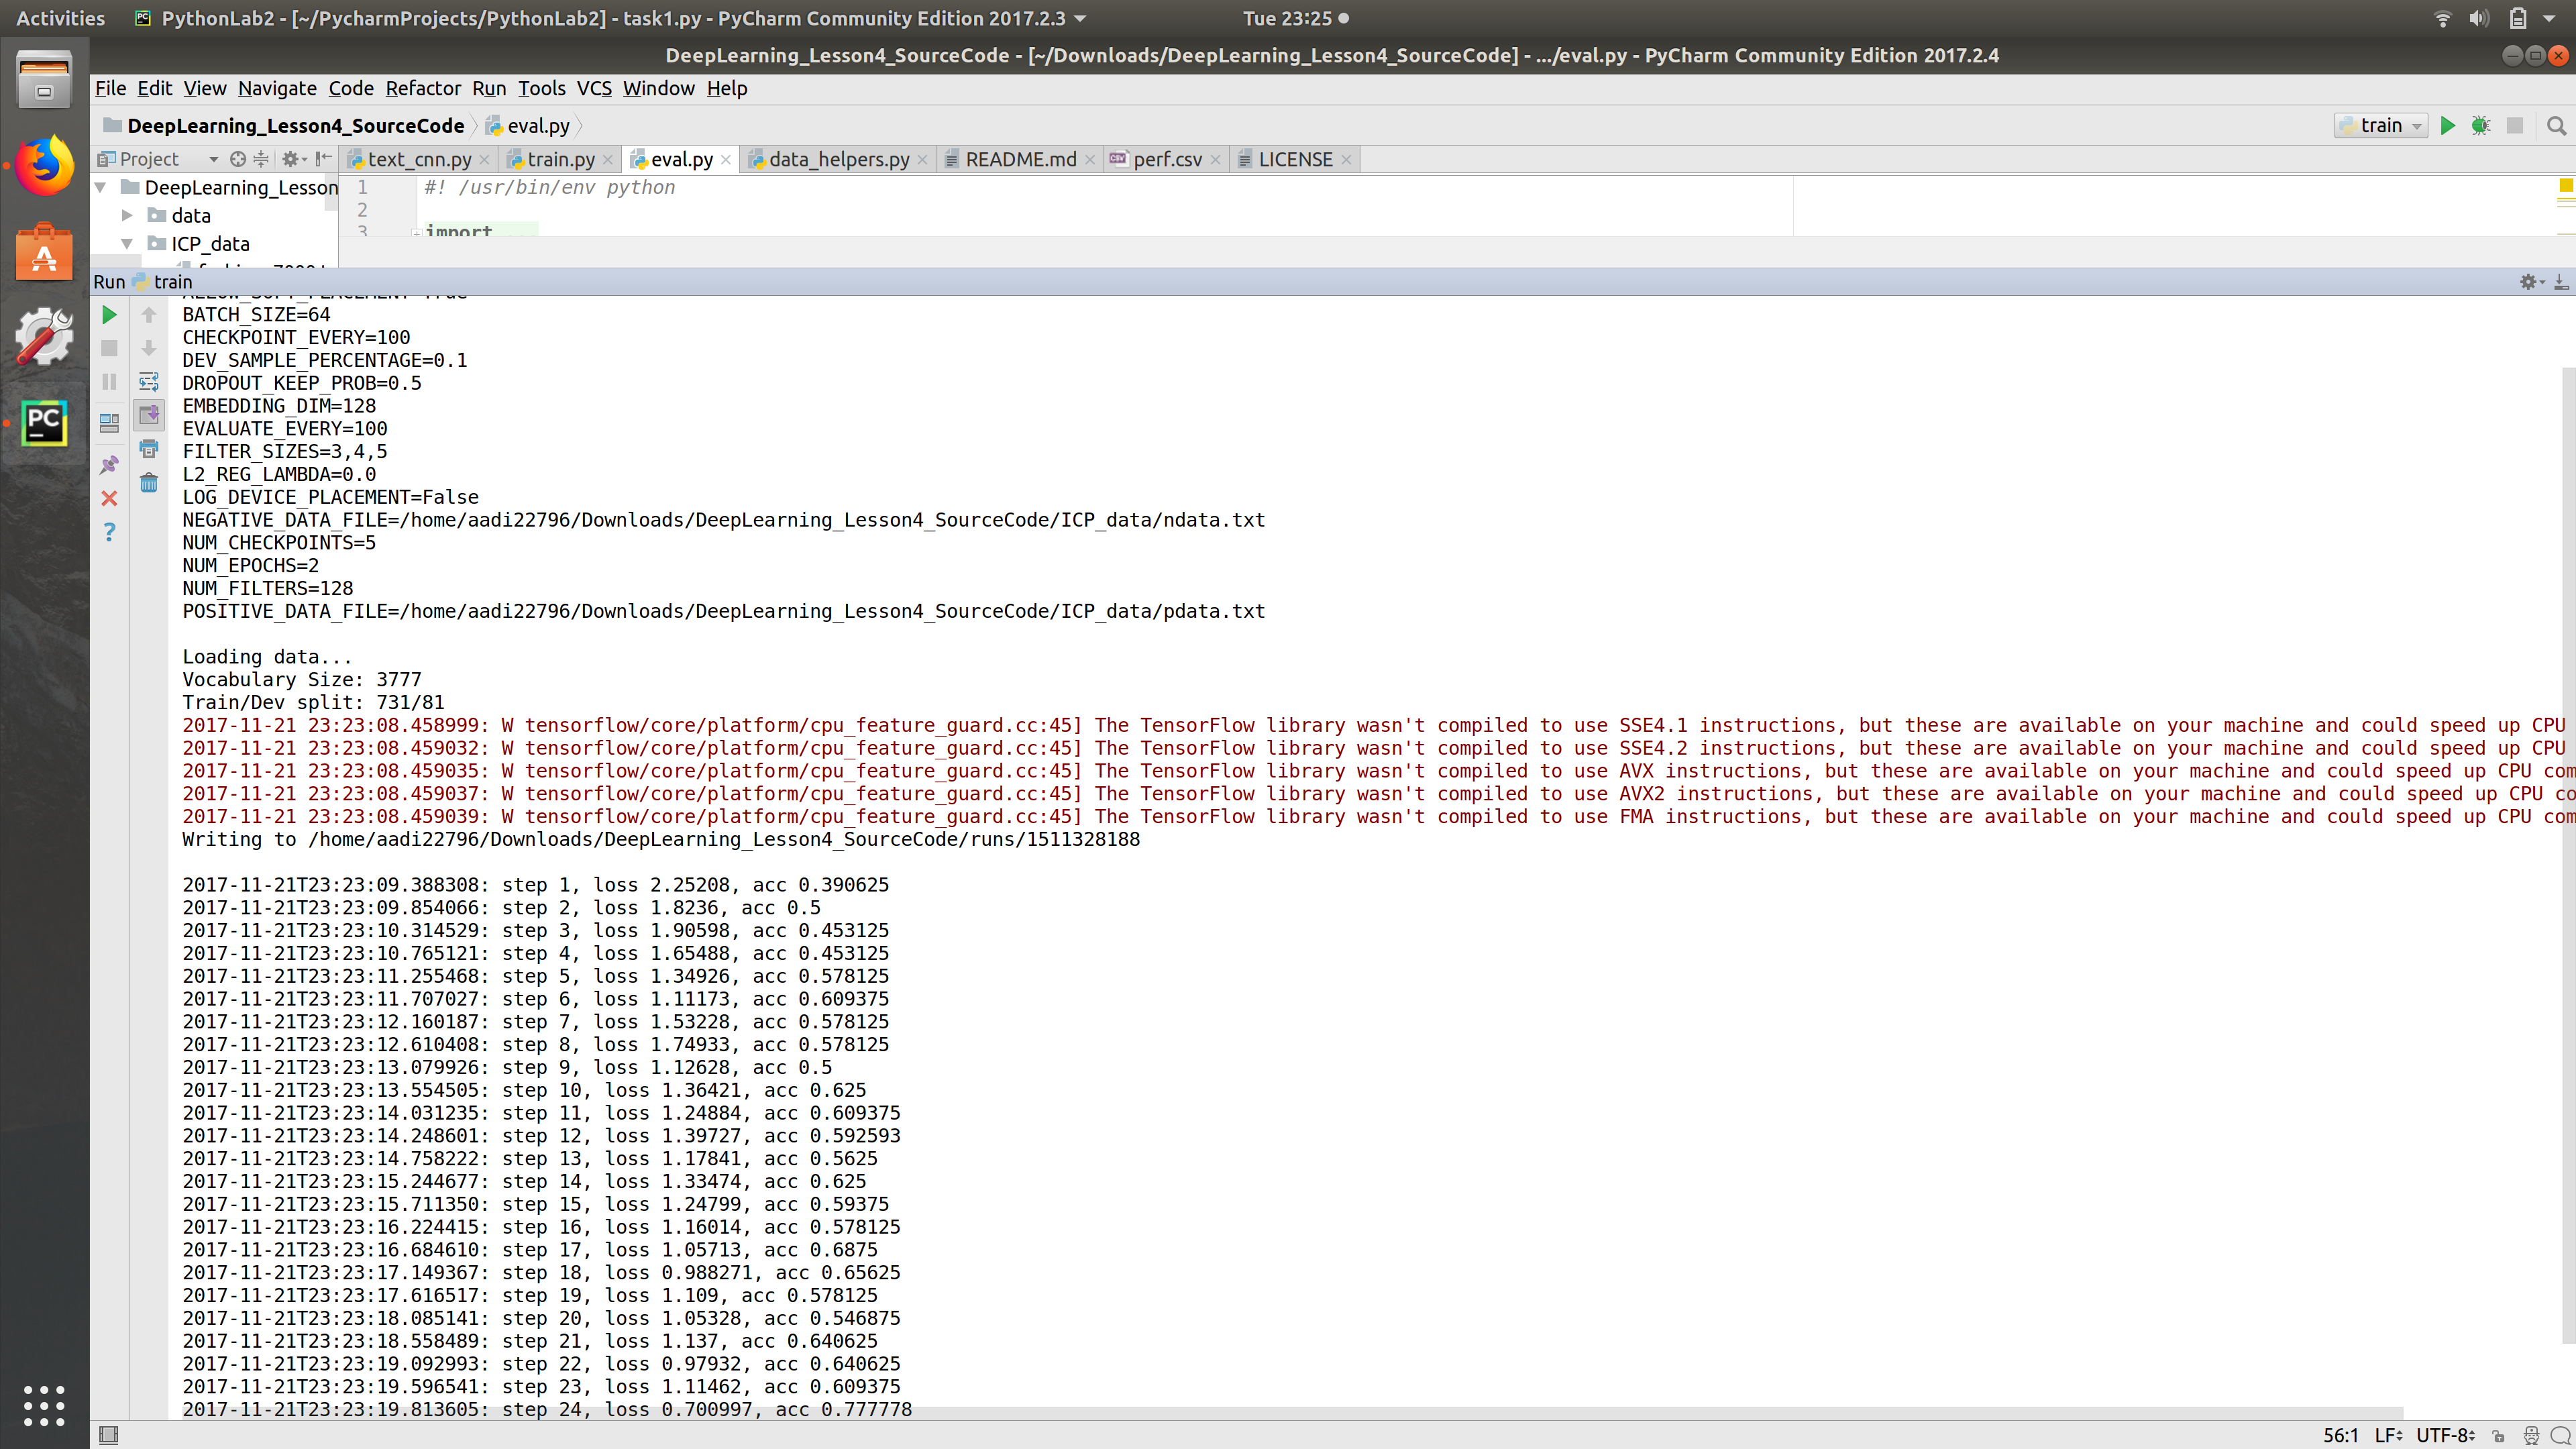 Activities
PythonLab2 - [~/PycharmProjects/PythonLab2] - task1.py - PyCharm Community Edition 2017.2.3
Tue 23:25
DeepLearning_Lesson4_SourceCode - [~/Downloads/DeepLearning_Lesson4_SourceCode] - .../eval.py - PyCharm Community Edition 2017.2.4
File Edit View Navigate Code Refactor Run Tools VCS Window Help
DeepLearning_Lesson4_SourceCode eval.py
train
Project
text_cnn.py train.py eval.py data_helpers.py README.md perf.csv LICENSE
DeepLearning_Lesson
data
ICP_data
1 #! /usr/bin/env python
2
3 import ...
Run train
ALLOW_SOFT_PLACEMENT=True
BATCH_SIZE=64
CHECKPOINT_EVERY=100
DEV_SAMPLE_PERCENTAGE=0.1
DROPOUT_KEEP_PROB=0.5
EMBEDDING_DIM=128
EVALUATE_EVERY=100
FILTER_SIZES=3,4,5
L2_REG_LAMBDA=0.0
LOG_DEVICE_PLACEMENT=False
NEGATIVE_DATA_FILE=/home/aadi22796/Downloads/DeepLearning_Lesson4_SourceCode/ICP_data/ndata.txt
NUM_CHECKPOINTS=5
NUM_EPOCHS=2
NUM_FILTERS=128
POSITIVE_DATA_FILE=/home/aadi22796/Downloads/DeepLearning_Lesson4_SourceCode/ICP_data/pdata.txt
Loading data...
Vocabulary Size: 3777
Train/Dev split: 731/81
2017-11-21 23:23:08.458999: W tensorflow/core/platform/cpu_feature_guard.cc:45] The TensorFlow library wasn't compiled to use SSE4.1 instructions, but these are available on your machine and could speed up CPU
2017-11-21 23:23:08.459032: W tensorflow/core/platform/cpu_feature_guard.cc:45] The TensorFlow library wasn't compiled to use SSE4.2 instructions, but these are available on your machine and could speed up CPU
2017-11-21 23:23:08.459035: W tensorflow/core/platform/cpu_feature_guard.cc:45] The TensorFlow library wasn't compiled to use AVX instructions, but these are available on your machine and could speed up CPU com
2017-11-21 23:23:08.459037: W tensorflow/core/platform/cpu_feature_guard.cc:45] The TensorFlow library wasn't compiled to use AVX2 instructions, but these are available on your machine and could speed up CPU co
2017-11-21 23:23:08.459039: W tensorflow/core/platform/cpu_feature_guard.cc:45] The TensorFlow library wasn't compiled to use FMA instructions, but these are available on your machine and could speed up CPU com
Writing to /home/aadi22796/Downloads/DeepLearning_Lesson4_SourceCode/runs/1511328188
2017-11-21T23:23:09.388308: step 1, loss 2.25208, acc 0.390625
2017-11-21T23:23:09.854066: step 2, loss 1.8236, acc 0.5
2017-11-21T23:23:10.314529: step 3, loss 1.90598, acc 0.453125
2017-11-21T23:23:10.765121: step 4, loss 1.65488, acc 0.453125
2017-11-21T23:23:11.255468: step 5, loss 1.34926, acc 0.578125
2017-11-21T23:23:11.707027: step 6, loss 1.11173, acc 0.609375
2017-11-21T23:23:12.160187: step 7, loss 1.53228, acc 0.578125
2017-11-21T23:23:12.610408: step 8, loss 1.74933, acc 0.578125
2017-11-21T23:23:13.079926: step 9, loss 1.12628, acc 0.5
2017-11-21T23:23:13.554505: step 10, loss 1.36421, acc 0.625
2017-11-21T23:23:14.031235: step 11, loss 1.24884, acc 0.609375
2017-11-21T23:23:14.248601: step 12, loss 1.39727, acc 0.592593
2017-11-21T23:23:14.758222: step 13, loss 1.17841, acc 0.5625
2017-11-21T23:23:15.244677: step 14, loss 1.33474, acc 0.625
2017-11-21T23:23:15.711350: step 15, loss 1.24799, acc 0.59375
2017-11-21T23:23:16.224415: step 16, loss 1.16014, acc 0.578125
2017-11-21T23:23:16.684610: step 17, loss 1.05713, acc 0.6875
2017-11-21T23:23:17.149367: step 18, loss 0.988271, acc 0.65625
2017-11-21T23:23:17.616517: step 19, loss 1.109, acc 0.578125
2017-11-21T23:23:18.085141: step 20, loss 1.05328, acc 0.546875
2017-11-21T23:23:18.558489: step 21, loss 1.137, acc 0.640625
2017-11-21T23:23:19.092993: step 22, loss 0.97932, acc 0.640625
2017-11-21T23:23:19.596541: step 23, loss 1.11462, acc 0.609375
2017-11-21T23:23:19.813605: step 24, loss 0.700997, acc 0.777778
56:1 LF UTF-8